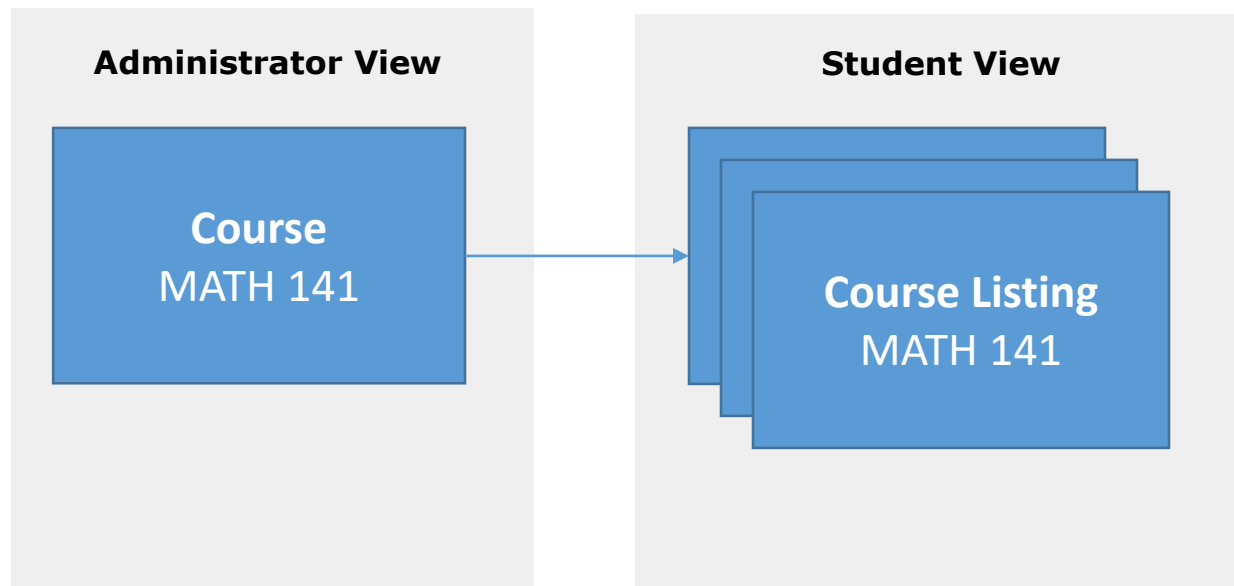 Administrator View
Course
MATH 141
Student View
Course Listing
MATH 141